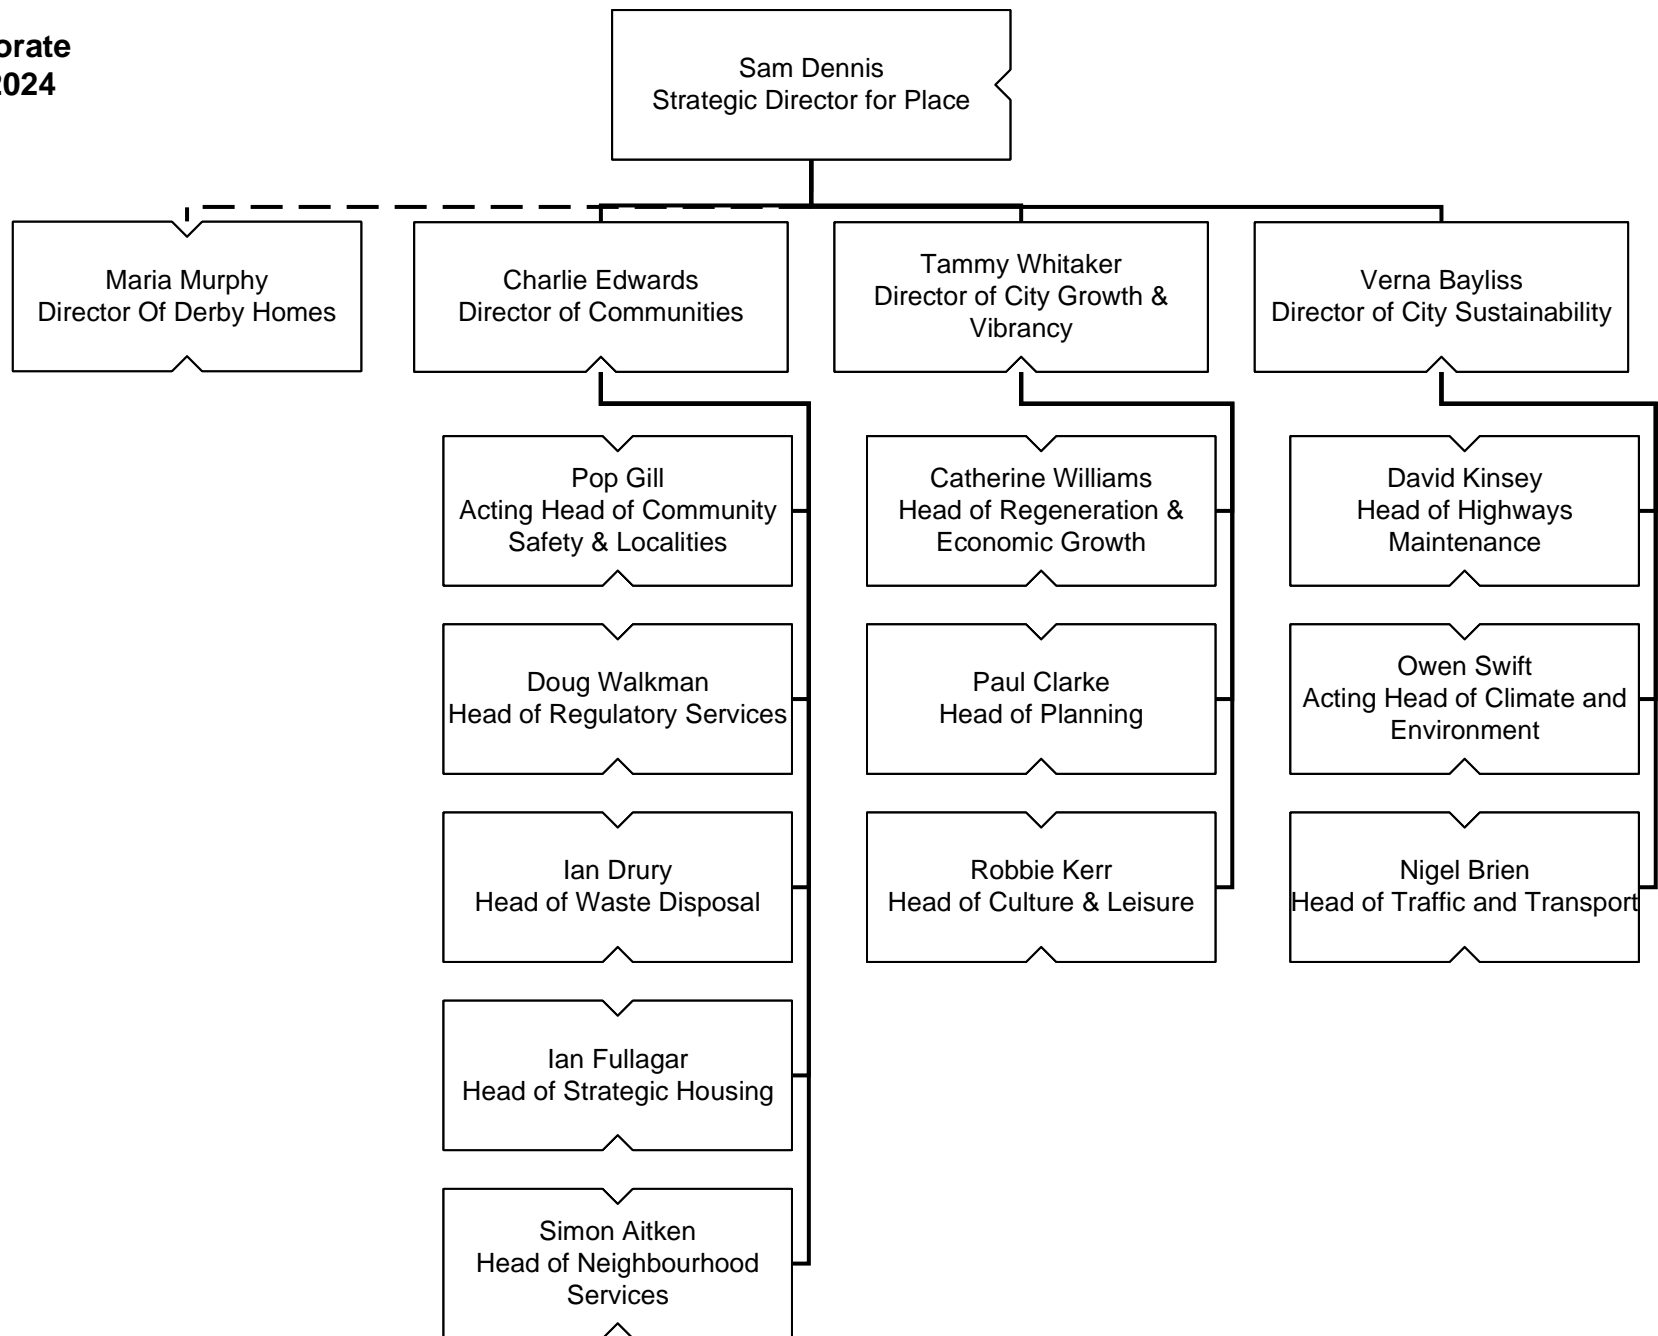 orate
2024
Sam Dennis
Strategic Director for Place
Maria Murphy
Director Of Derby Homes
Charlie Edwards
Director of Communities
Tammy Whitaker
Director of City Growth &
Vibrancy
Verna Bayliss
Director of City Sustainability
Pop Gill
Acting Head of Community
Safety & Localities
Catherine Williams
Head of Regeneration &
Economic Growth
David Kinsey
Head of Highways
Maintenance
Doug Walkman
Head of Regulatory Services
Paul Clarke
Head of Planning
Owen Swift
Acting Head of Climate and
Environment
Ian Drury
Head of Waste Disposal
Robbie Kerr
Head of Culture & Leisure
Nigel Brien
Head of Traffic and Transport
Ian Fullagar
Head of Strategic Housing
Simon Aitken
Head of Neighbourhood
Services